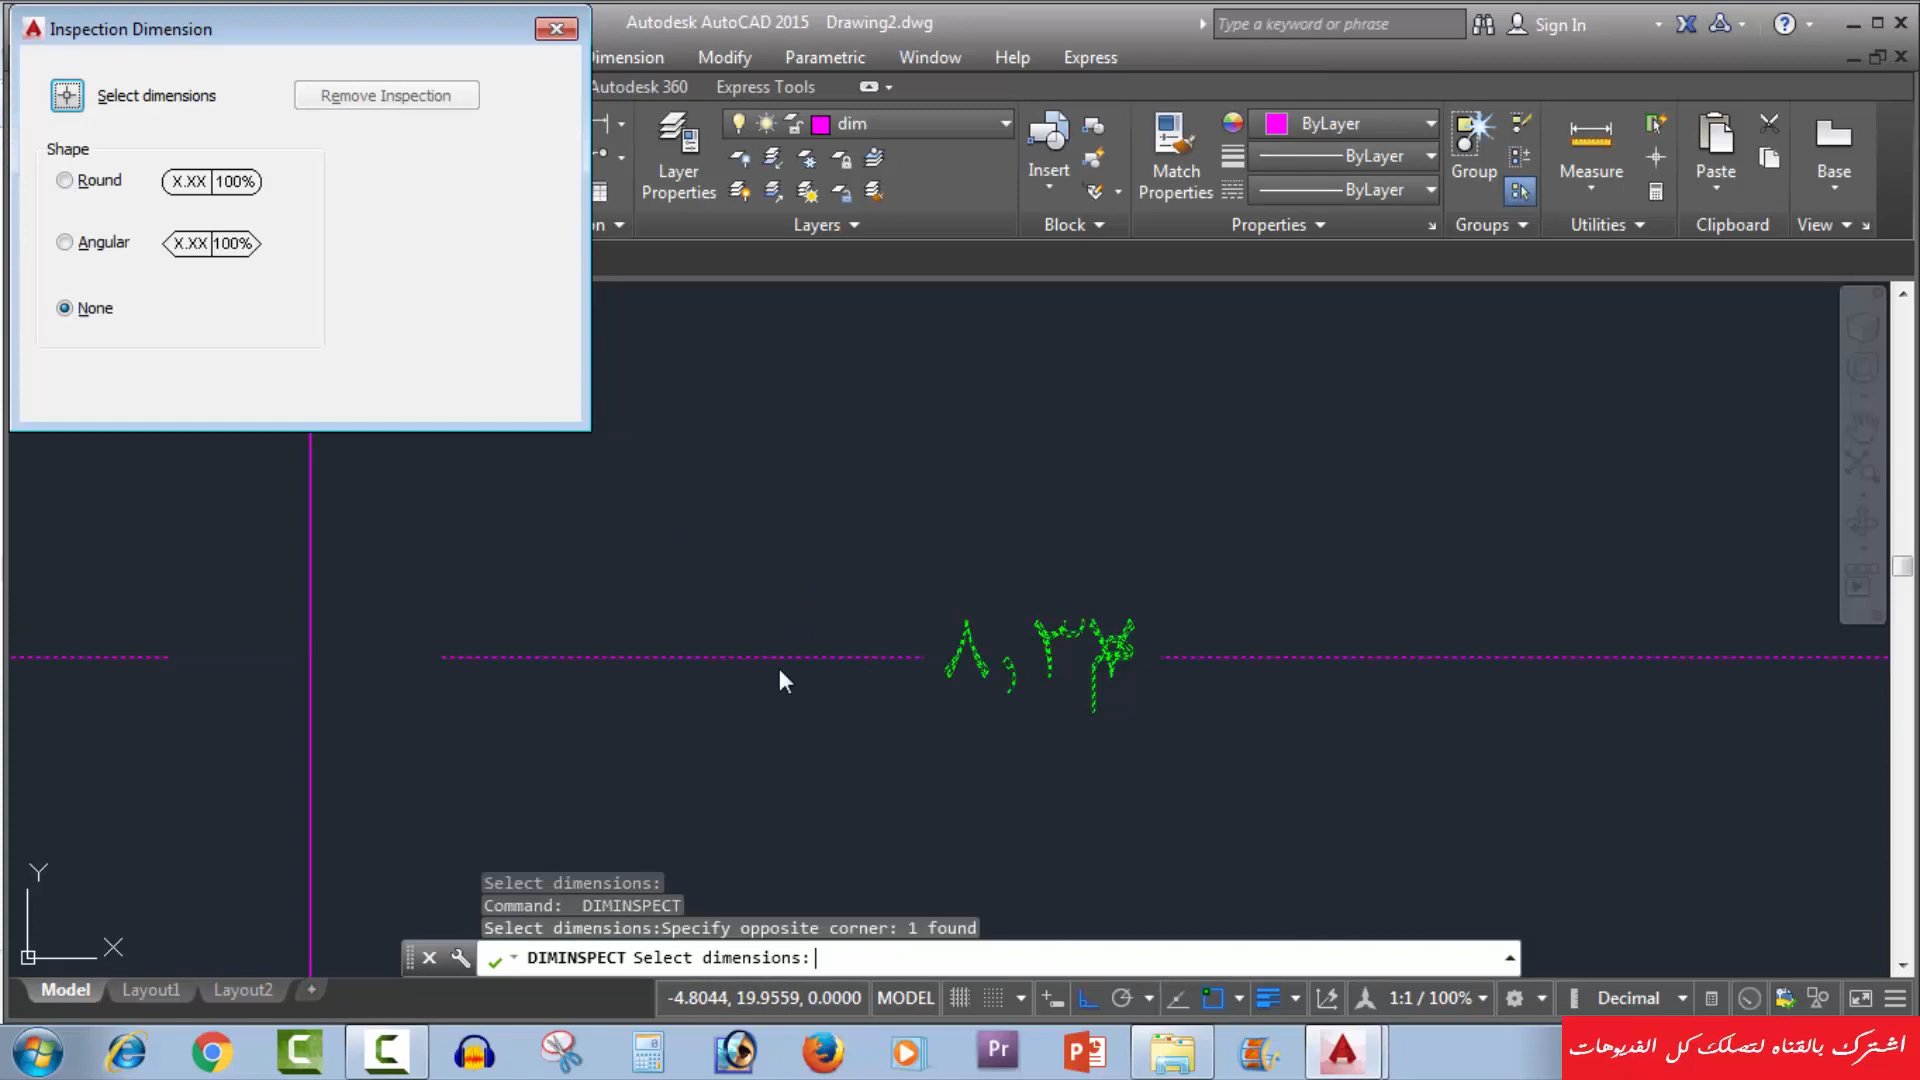 Inspection Dimension
Autodesk AutoCAD 2015 Drawing2.dwg
Type a keyword or phrase
Sign In
Dimension Modify Parametric Window Help Express
Autodesk 360 Express Tools
Select dimensions
Remove Inspection
Shape
Round
X.XX 100%
Angular
X.XX 100%
None
dim
Layer
Properties
Layers
Insert
Block
Match
Properties
ByLayer
ByLayer
ByLayer
Properties
Group
Groups
Measure
Utilities
Paste
Clipboard
Base
View
Y
X
Select dimensions:
Command: DIMINSPECT
Select dimensions:Specify opposite corner: 1 found
DIMINSPECT Select dimensions:
Model Layout1 Layout2 +
-4.8044, 19.9559, 0.0000 MODEL 1:1 / 100% Decimal
Pr
اشترك بالقناه لتصلك كل الفديوهات